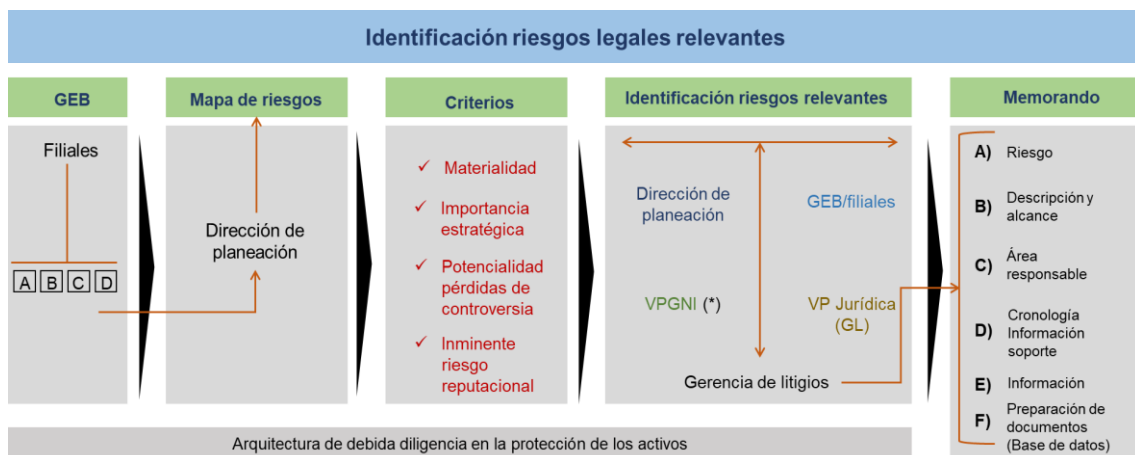 Identificación riesgos legales relevantes
GEB
Filiales
A B C D
Mapa de riesgos
Dirección de
planeación
Criterios
✓ Materialidad
✓ Importancia
estratégica
✓ Potencialidad
pérdidas de
controversia
✓ Inminente
riesgo
reputacional
Identificación riesgos relevantes
Dirección de
planeación
GEB/filiales
VPGNI (*)
VP Jurídica
(GL)
Gerencia de litigios
Memorando
A) Riesgo
B) Descripción y
alcance
C) Área
responsable
D) Cronología
Información
soporte
E) Información
F) Preparación de
documentos
(Base de datos)
Arquitectura de debida diligencia en la protección de los activos